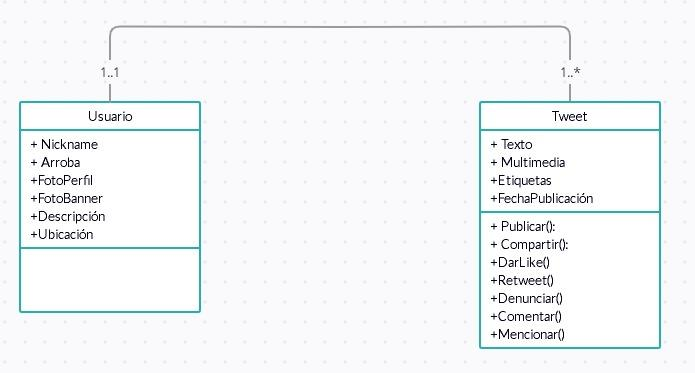 1..1
1..*
Usuario
+ Nickname
+ Arroba
+FotoPerfil
+FotoBanner
+Descripción
+Ubicación
Tweet
+ Texto
+ Multimedia
+Etiquetas
+FechaPublicación
+ Publicar():
+ Compartir():
+DarLike()
+Retweet()
+Denunciar()
+Comentar()
+Mencionar()